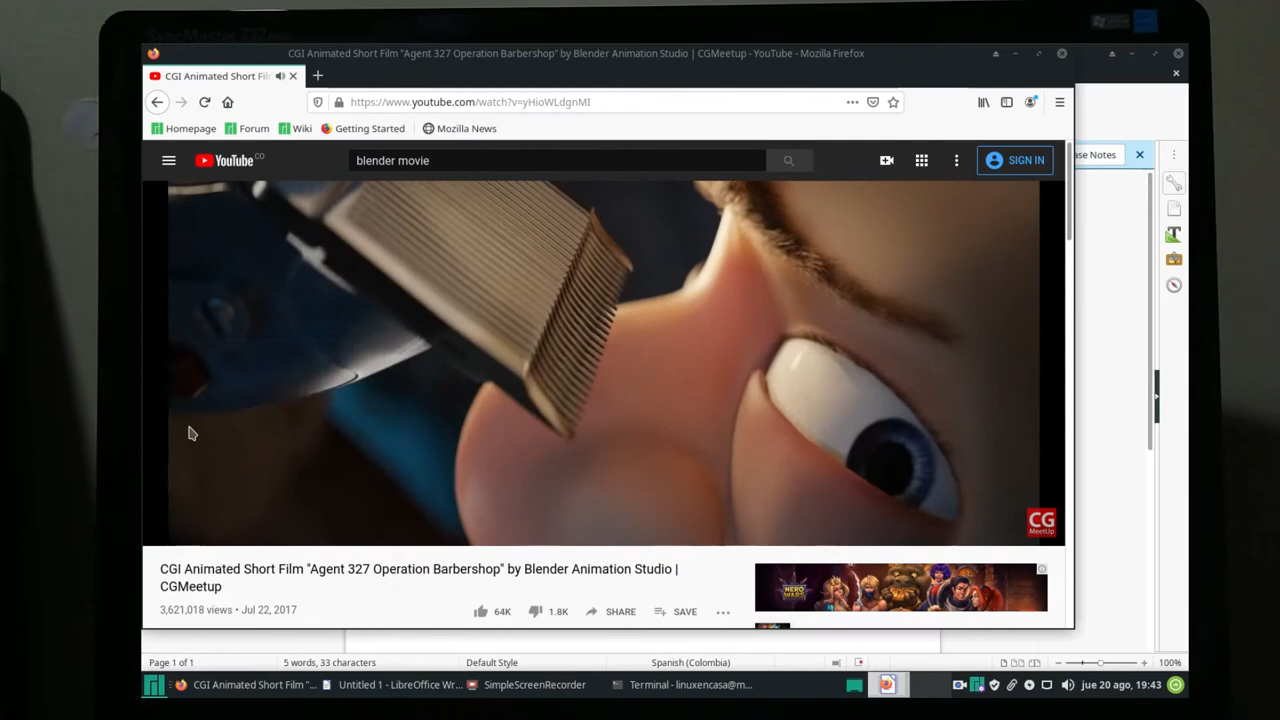 CGI Animated Short Film "Agent 327 Operation Barbershop" by Blender Animation Studio | CGMeetup - YouTube - Mozilla Firefox
CGI Animated Short Fil
https://www.youtube.com/watch?v=yHioWLdgnMI
Homepage Forum Wiki Getting Started Mozilla News
YouTube CO blender movie SIGN IN
ase Notes
CG
MeetUp
CGI Animated Short Film "Agent 327 Operation Barbershop" by Blender Animation Studio |
CGMeetup
HERO WARS
3,621,018 views • Jul 22, 2017 64K 1.8K SHARE SAVE
Page 1 of 1 5 words, 33 characters Default Style Spanish (Colombia) 100%
CGI Animated Short Film "... Untitled 1 - LibreOffice Wr... SimpleScreenRecorder Terminal - linuxencasa@m... jue 20 ago, 19:43